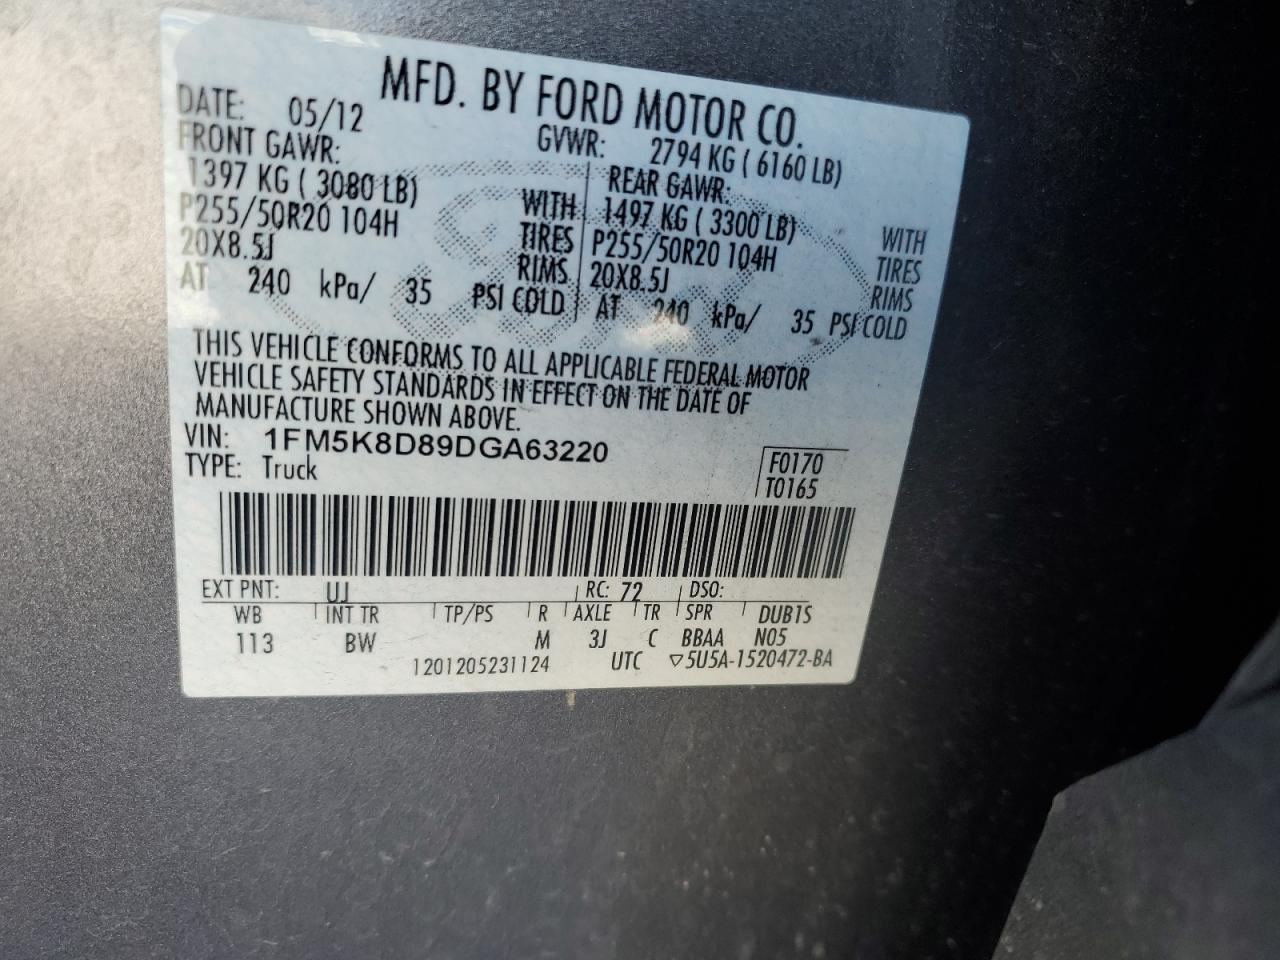 MFD. BY FORD MOTOR CO.
DATE: 05/12 GVWR: 2794 KG ( 6160 LB)
FRONT GAWR: REAR GAWR:
1397 KG ( 3080 LB) WITH 1497 KG ( 3300 LB) WITH
P255/50R20 104H TIRES P255/50R20 104H TIRES
20X8.5J RIMS 20X8.5J RIMS
AT 240 kPa/ 35 PSI COLD AT 240 kPa/ 35 PSI COLD
THIS VEHICLE CONFORMS TO ALL APPLICABLE FEDERAL MOTOR
VEHICLE SAFETY STANDARDS IN EFFECT ON THE DATE OF
MANUFACTURE SHOWN ABOVE.
VIN: 1FM5K8D89DGA63220
TYPE: Truck
F0170
T0165
EXT PNT: UJ RC: 72 DSO:
WB INT TR TP/PS R AXLE TR SPR DUB1S
113 BW M 3J C BBAA N05
1201205231124 UTC ▽5U5A-1520472-BA